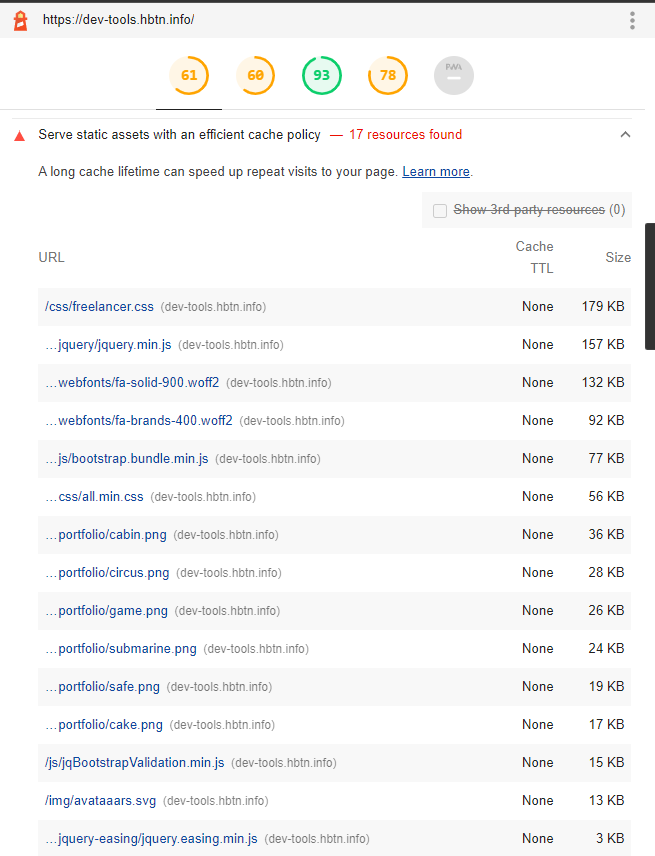 https://dev-tools.hbtn.info/
61 60 93 78 PWA
Serve static assets with an efficient cache policy — 17 resources found
A long cache lifetime can speed up repeat visits to your page. Learn more.
Show 3rd-party resources (0)
URL Cache TTL Size
/css/freelancer.css (dev-tools.hbtn.info) None 179 KB
…jquery/jquery.min.js (dev-tools.hbtn.info) None 157 KB
…webfonts/fa-solid-900.woff2 (dev-tools.hbtn.info) None 132 KB
…webfonts/fa-brands-400.woff2 (dev-tools.hbtn.info) None 92 KB
…js/bootstrap.bundle.min.js (dev-tools.hbtn.info) None 77 KB
…css/all.min.css (dev-tools.hbtn.info) None 56 KB
…portfolio/cabin.png (dev-tools.hbtn.info) None 36 KB
…portfolio/circus.png (dev-tools.hbtn.info) None 28 KB
…portfolio/game.png (dev-tools.hbtn.info) None 26 KB
…portfolio/submarine.png (dev-tools.hbtn.info) None 24 KB
…portfolio/safe.png (dev-tools.hbtn.info) None 19 KB
…portfolio/cake.png (dev-tools.hbtn.info) None 17 KB
/js/jqBootstrapValidation.min.js (dev-tools.hbtn.info) None 15 KB
/img/avataaars.svg (dev-tools.hbtn.info) None 13 KB
…jquery-easing/jquery.easing.min.js (dev-tools.hbtn.info) None 3 KB